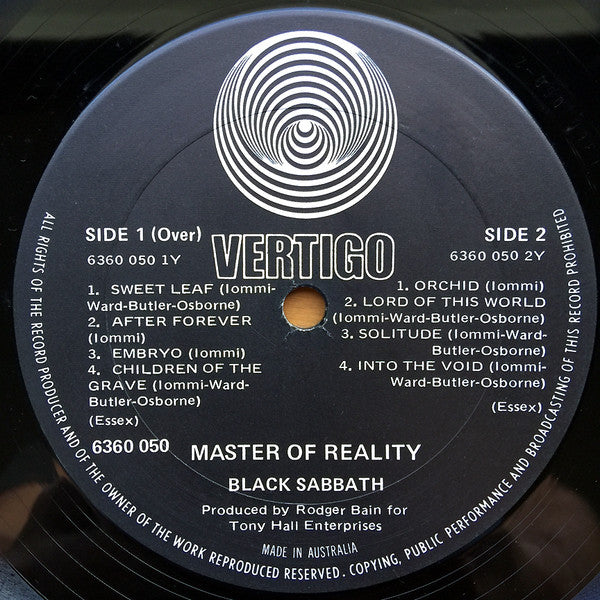 VERTIGO
SIDE 1 (Over)
6360 050 1Y
1. SWEET LEAF (Iommi-
Ward-Butler-Osborne)
2. AFTER FOREVER
(Iommi)
3. EMBRYO (Iommi)
4. CHILDREN OF THE
GRAVE (Iommi-Ward-
Butler-Osborne)
(Essex)
6360 050
SIDE 2
6360 050 2Y
1. ORCHID (Iommi)
2. LORD OF THIS WORLD
(Iommi-Ward-Butler-Osborne)
3. SOLITUDE (Iommi-Ward-
Butler-Osborne)
4. INTO THE VOID (Iommi-
Ward-Butler-Osborne)
(Essex)
MASTER OF REALITY
BLACK SABBATH
Produced by Rodger Bain for
Tony Hall Enterprises
MADE IN AUSTRALIA
ALL RIGHTS OF THE RECORD PRODUCER AND OF THE OWNER OF THE WORK REPRODUCED RESERVED. COPYING, PUBLIC PERFORMANCE AND BROADCASTING OF THIS RECORD PROHIBITED